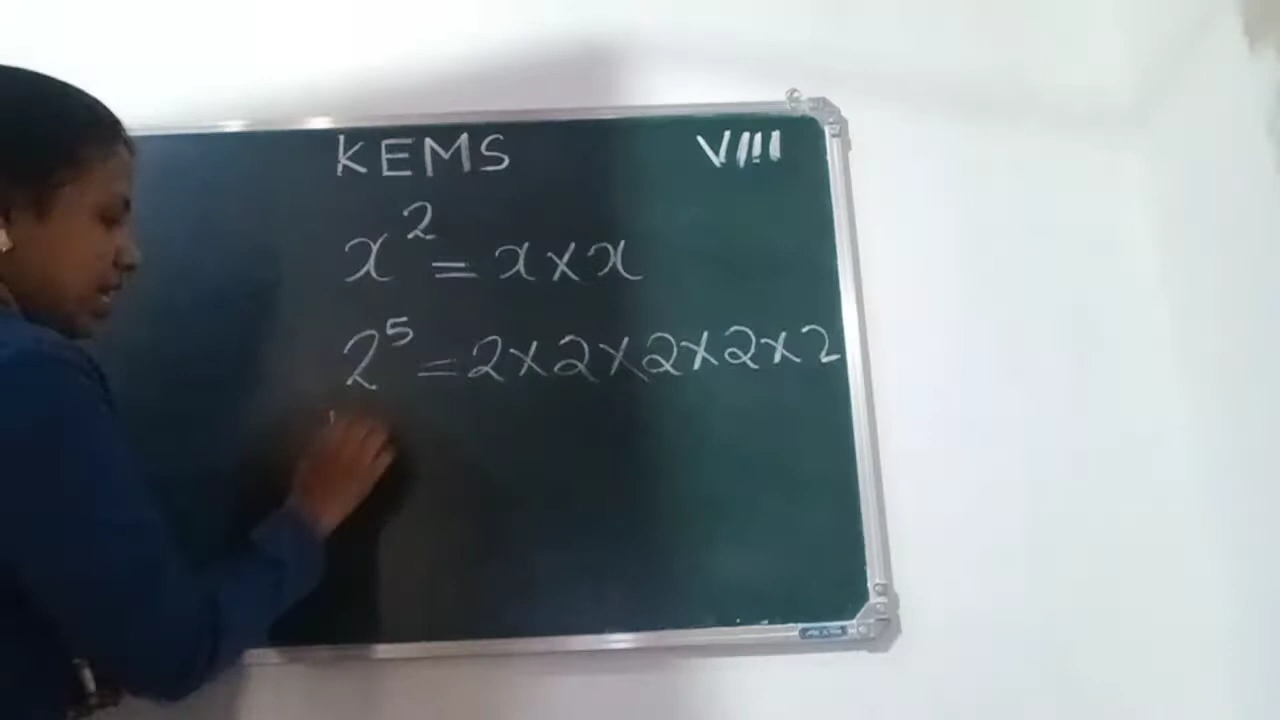 KEMS VIII
x² = x × x
2⁵ = 2 × 2 × 2 × 2 × 2